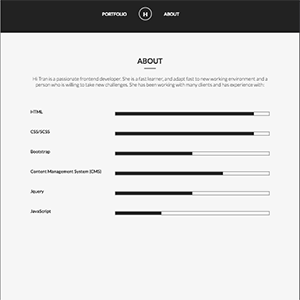 PORTFOLIO H ABOUT
ABOUT
Hi Tran is a passionate frontend developer. She is a fast learner, and adapt fast to new working environment and a
person who is willing to take new challenges. She has been working with many clients and has experience with:
HTML
CSS/SCSS
Bootstrap
Content Management System (CMS)
Jquery
JavaScript